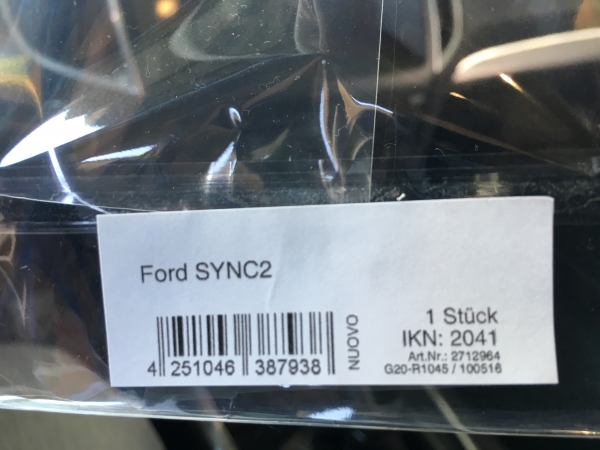 Ford SYNC2
4 251046 387938
NUOVO
1 Stück
IKN: 2041
Art.Nr.: 2712964
G20-R1045 / 100516